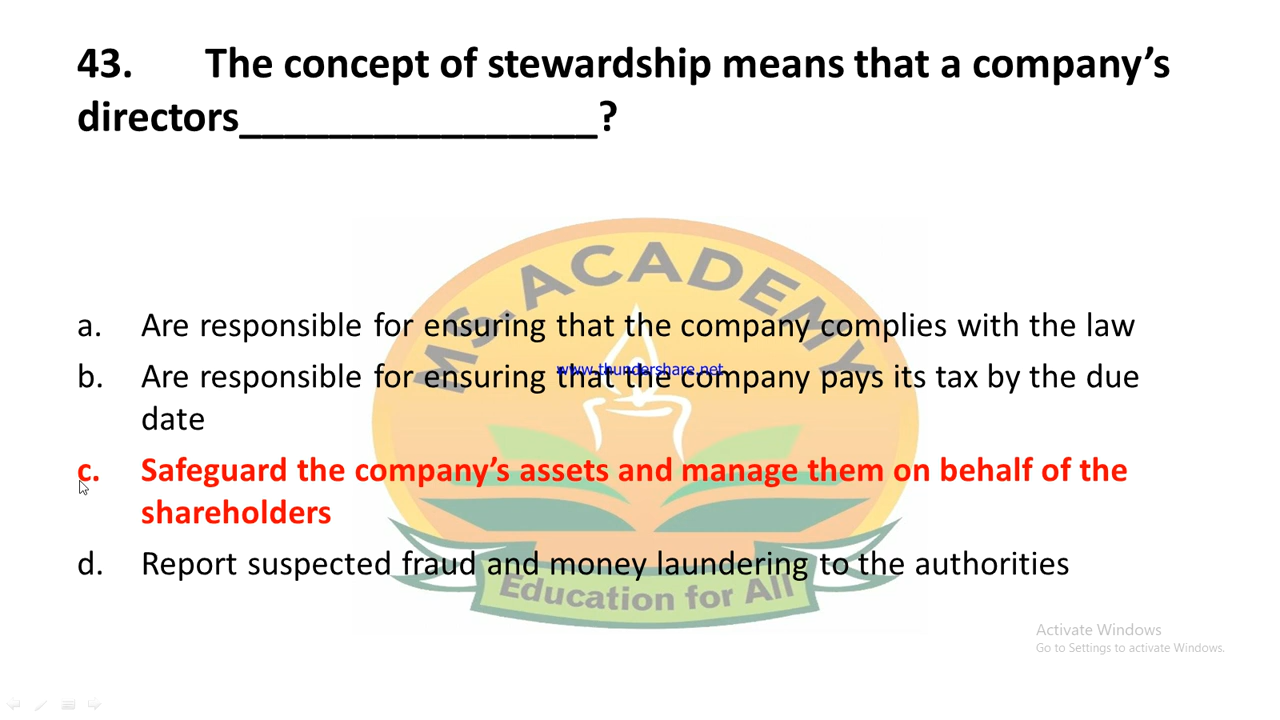 43. The concept of stewardship means that a company’s
directors_________________?
MS. ACADEMY
a. Are responsible for ensuring that the company complies with the law
www.thundershare.net
b. Are responsible for ensuring that the company pays its tax by the due
date
c. Safeguard the company’s assets and manage them on behalf of the
shareholders
d. Report suspected fraud and money laundering to the authorities
Education for All
Activate Windows
Go to Settings to activate Windows.